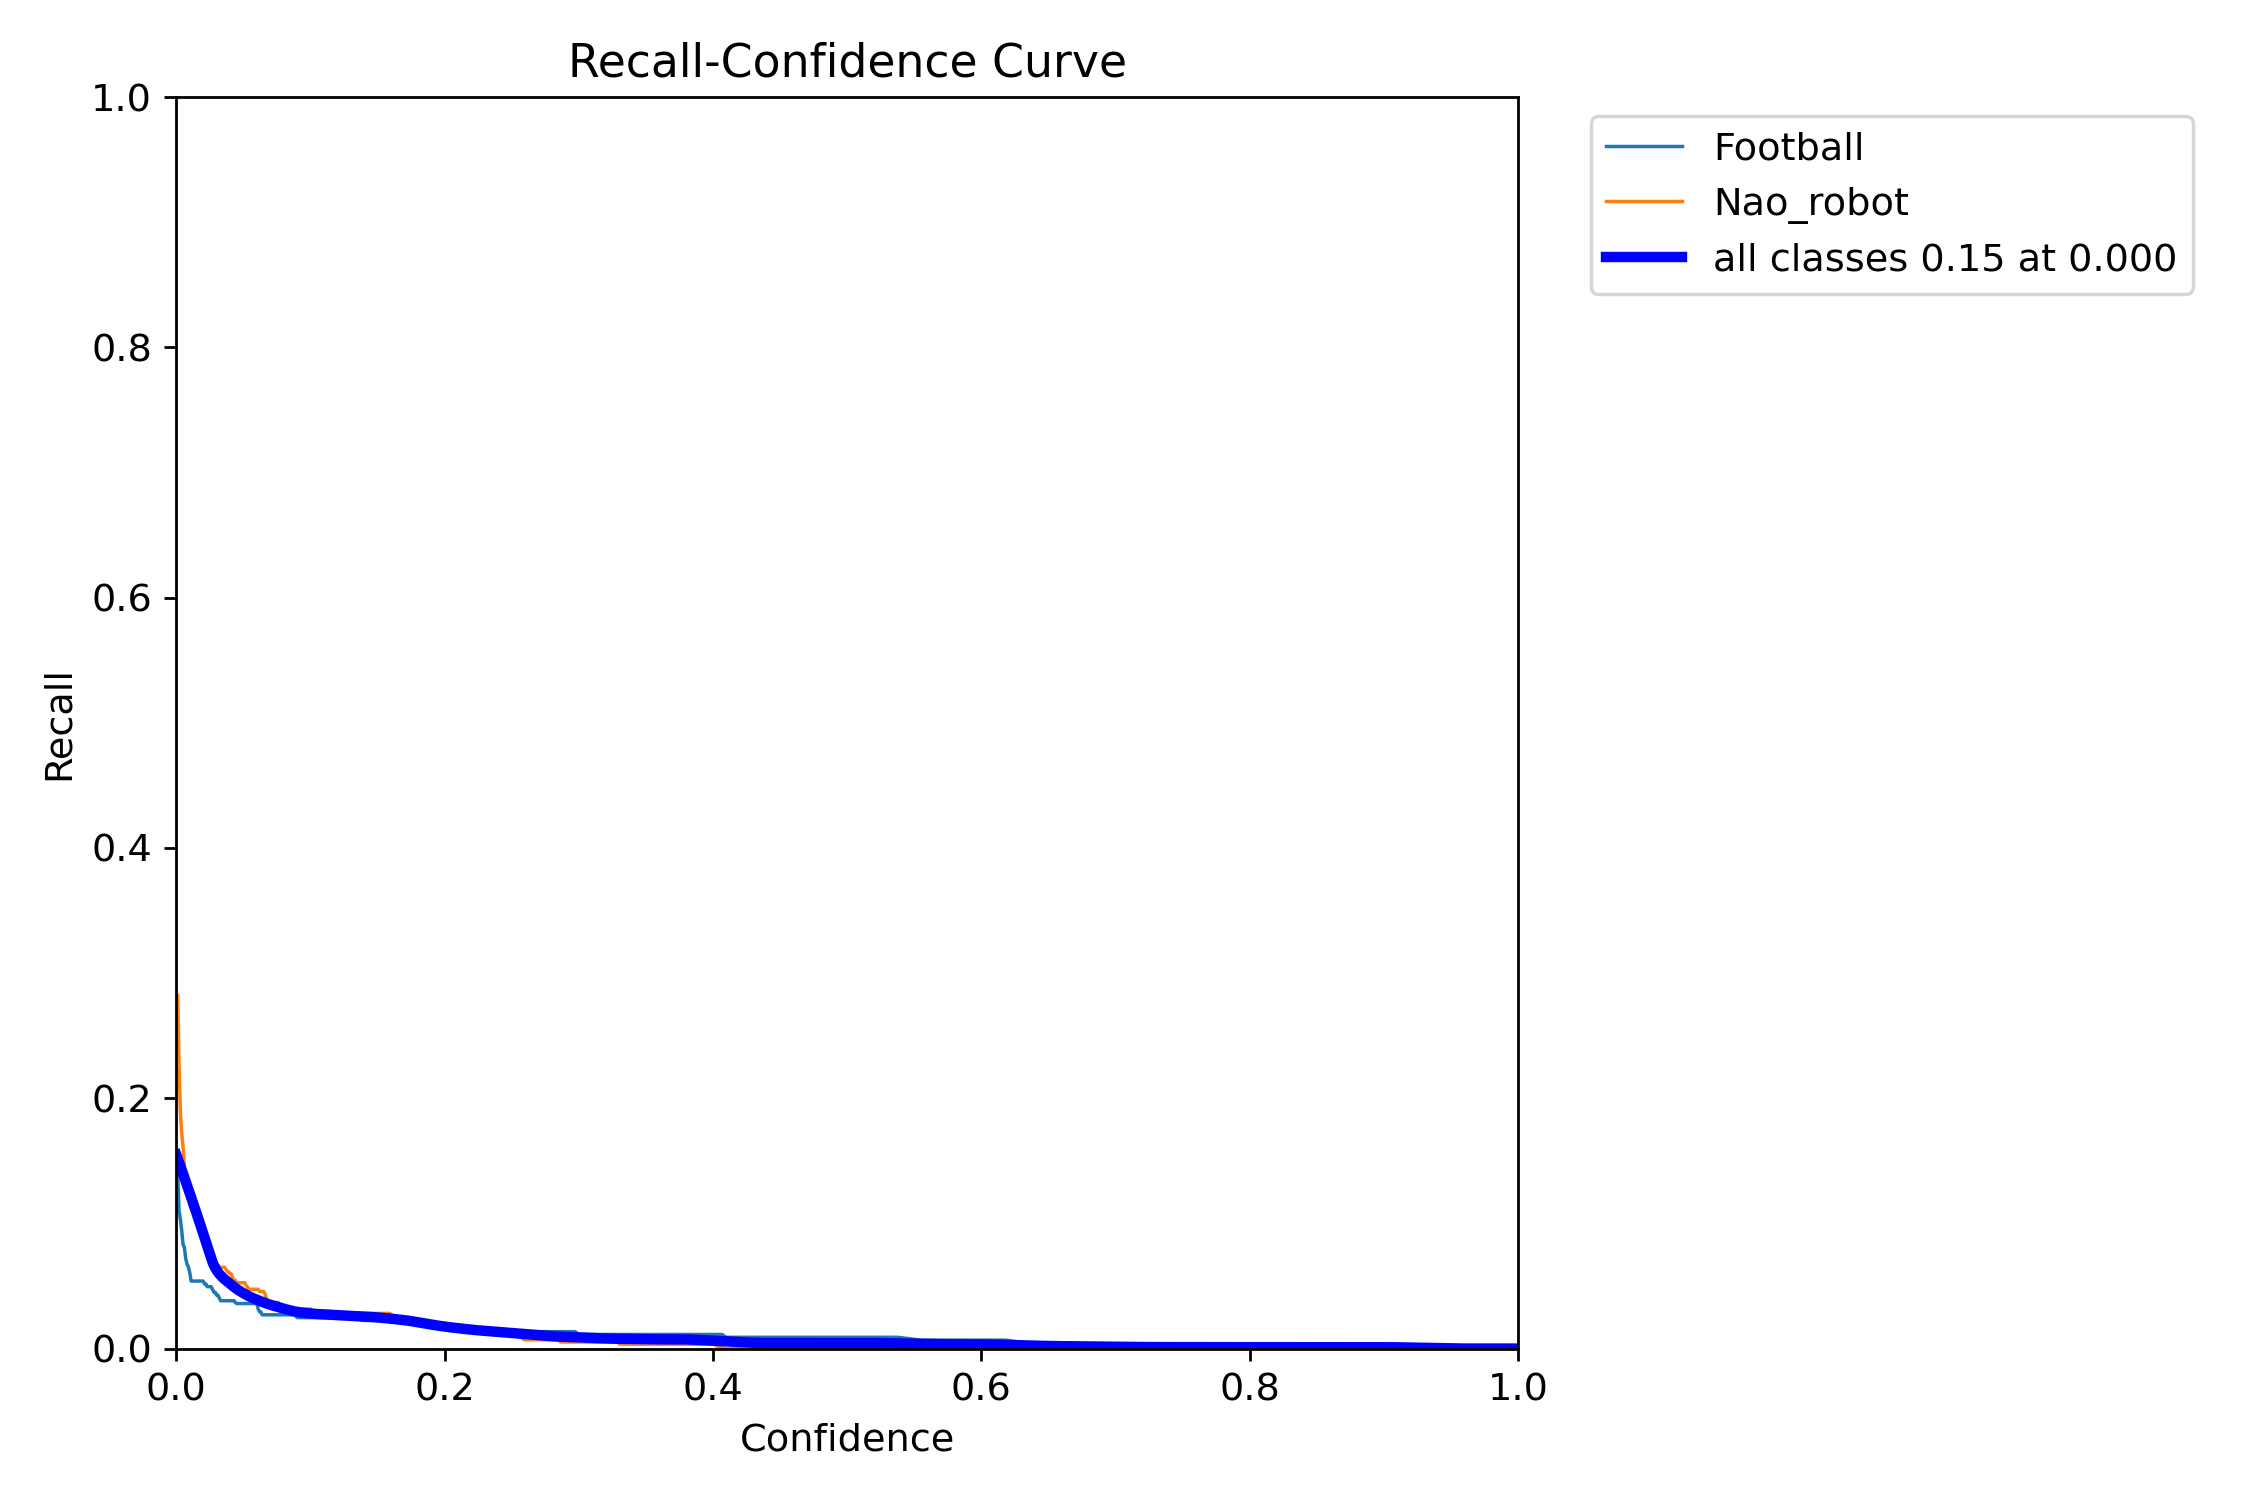 Recall-Confidence Curve
1.0
0.8
0.6
0.4
0.2
0.0
Recall
0.0 0.2 0.4 0.6 0.8 1.0
Confidence
Football
Nao_robot
all classes 0.15 at 0.000